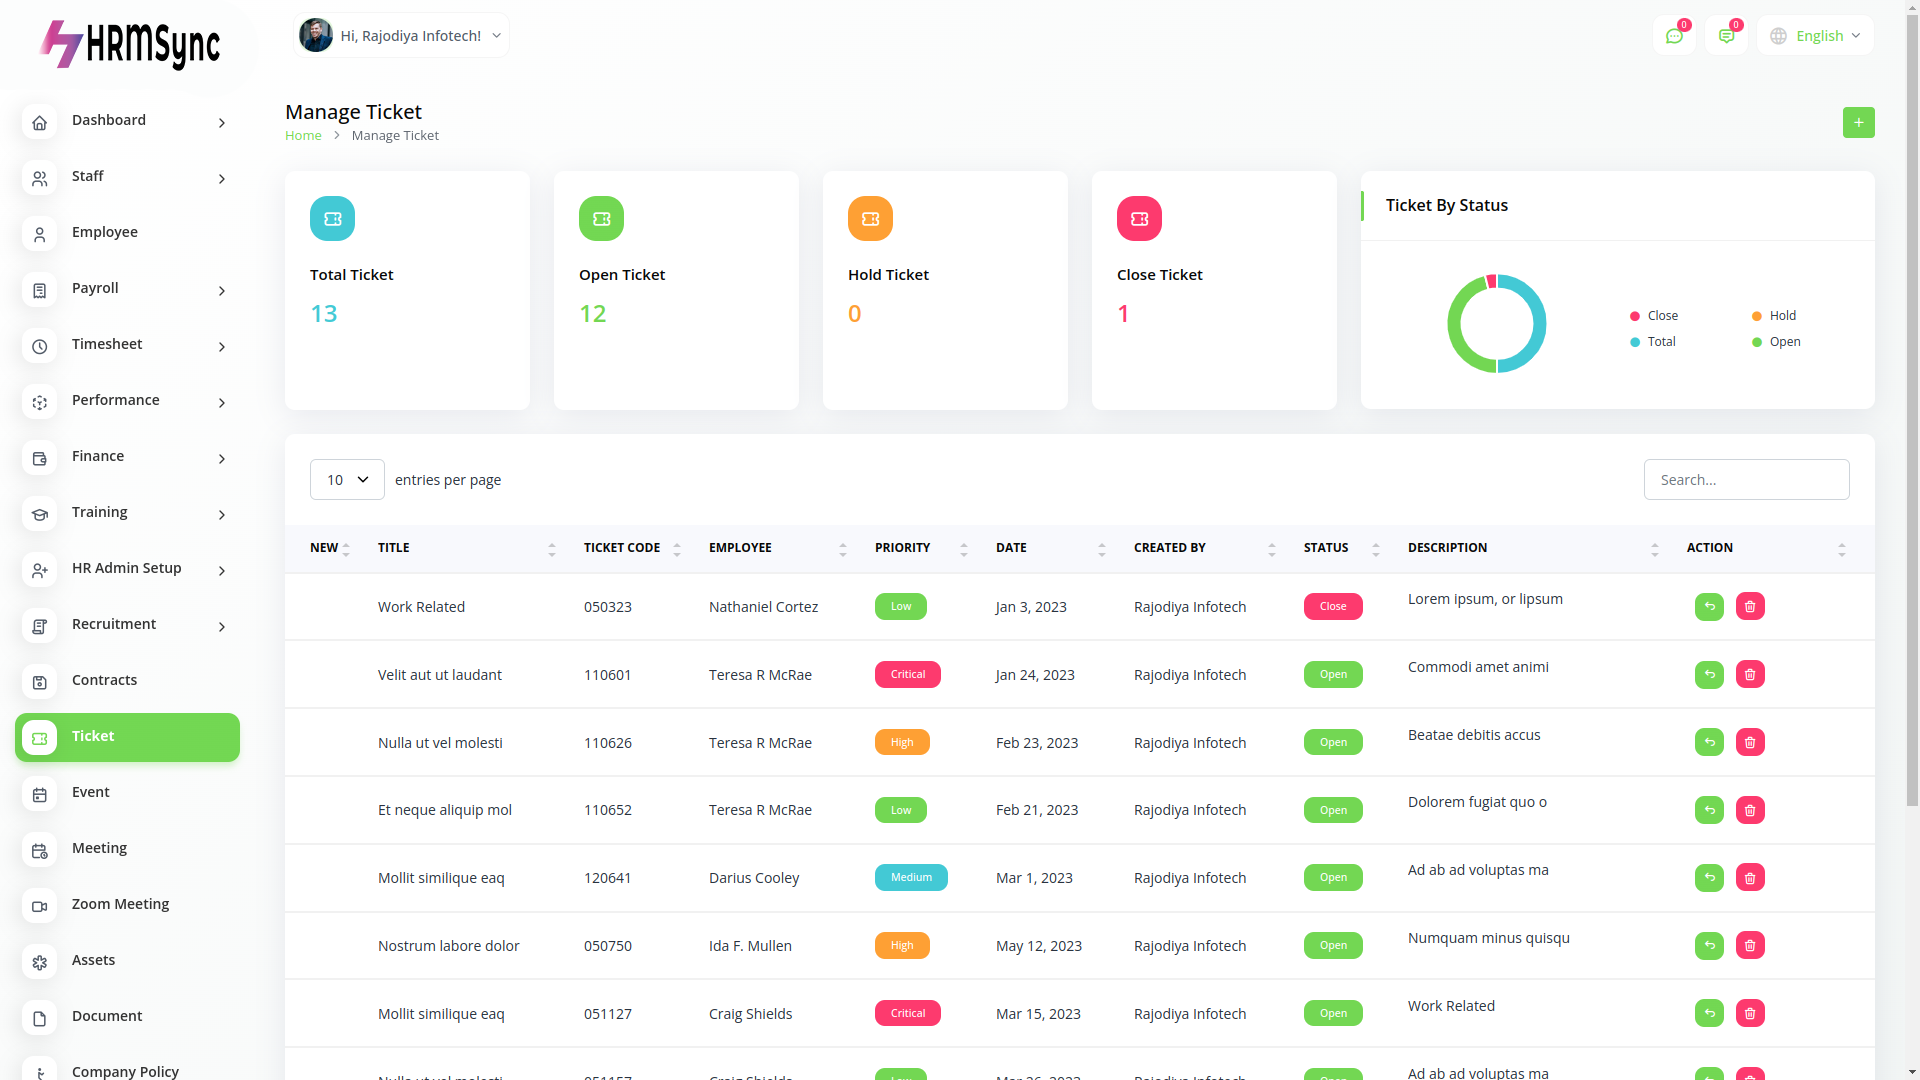 HRMSync
Hi, Rajodiya Infotech!
0
0
English
Dashboard
Staff
Employee
Payroll
Timesheet
Performance
Finance
Training
HR Admin Setup
Recruitment
Contracts
Ticket
Event
Meeting
Zoom Meeting
Assets
Document
Company Policy
Manage Ticket
Home > Manage Ticket
Total Ticket
13
Open Ticket
12
Hold Ticket
0
Close Ticket
1
Ticket By Status
Close Hold
Total Open
10 entries per page
Search...
NEW TITLE TICKET CODE EMPLOYEE PRIORITY DATE CREATED BY STATUS DESCRIPTION ACTION
Work Related 050323 Nathaniel Cortez Low Jan 3, 2023 Rajodiya Infotech Close Lorem ipsum, or lipsum
Velit aut ut laudant 110601 Teresa R McRae Critical Jan 24, 2023 Rajodiya Infotech Open Commodi amet animi
Nulla ut vel molesti 110626 Teresa R McRae High Feb 23, 2023 Rajodiya Infotech Open Beatae debitis accus
Et neque aliquip mol 110652 Teresa R McRae Low Feb 21, 2023 Rajodiya Infotech Open Dolorem fugiat quo o
Mollit similique eaq 120641 Darius Cooley Medium Mar 1, 2023 Rajodiya Infotech Open Ad ab ad voluptas ma
Nostrum labore dolor 050750 Ida F. Mullen High May 12, 2023 Rajodiya Infotech Open Numquam minus quisqu
Mollit similique eaq 051127 Craig Shields Critical Mar 15, 2023 Rajodiya Infotech Open Work Related
Ad ab ad voluptas ma